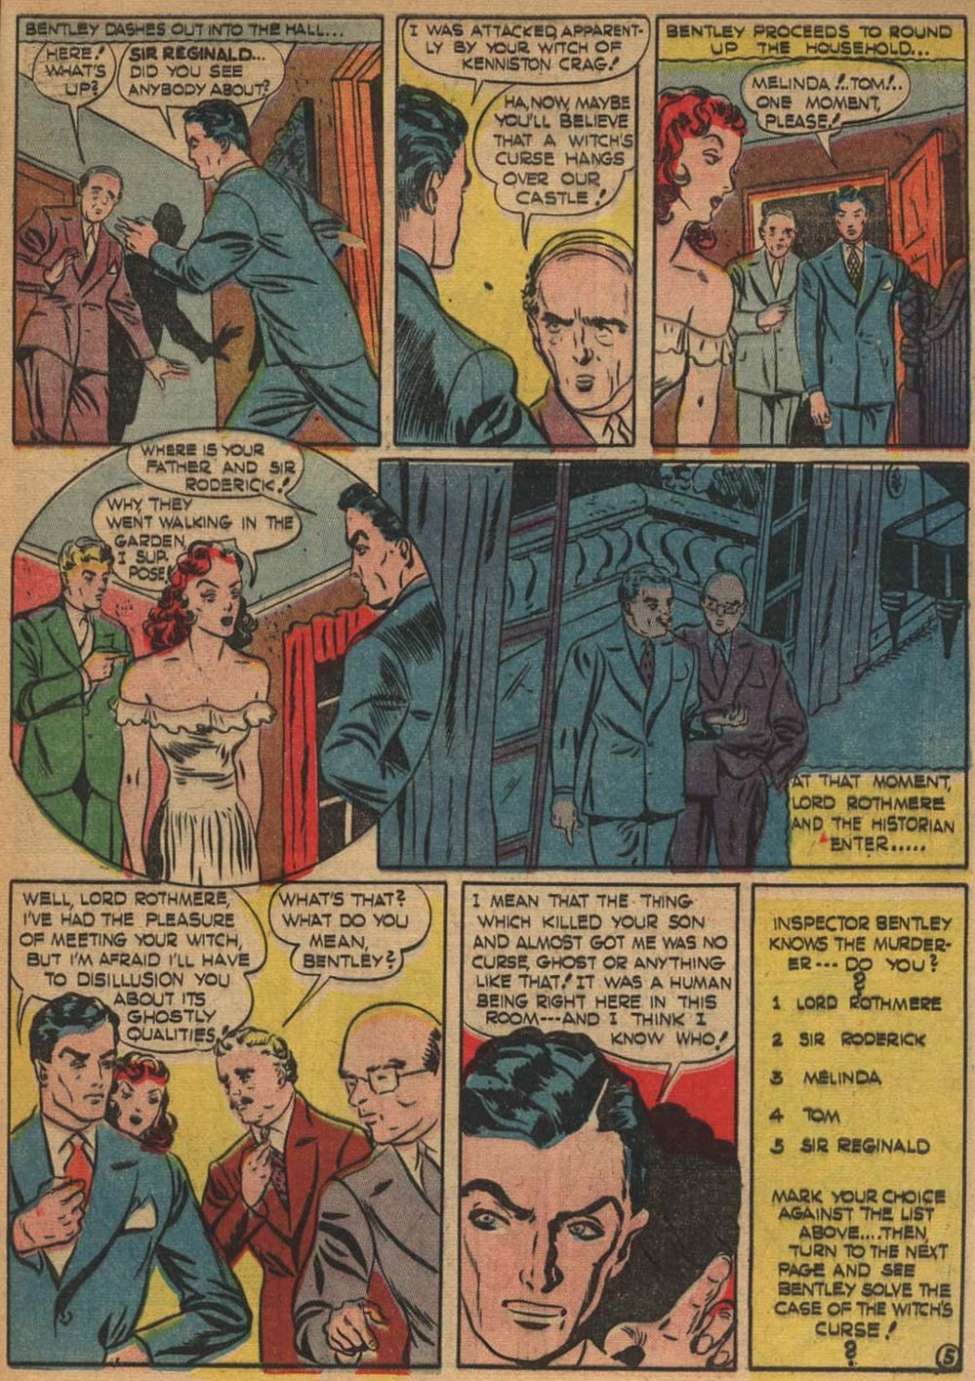 BENTLEY DASHES OUT INTO THE HALL...
HERE!
WHAT'S
UP?
SIR REGINALD...
DID YOU SEE
ANYBODY ABOUT?
I WAS ATTACKED, APPARENT-
LY BY YOUR WITCH OF
KENNISTON CRAG!
HA, NOW, MAYBE
YOU'LL BELIEVE
THAT A WITCH'S
CURSE HANGS
OVER OUR
CASTLE!
BENTLEY PROCEEDS TO ROUND
UP THE HOUSEHOLD...
MELINDA!..TOM!..
ONE MOMENT,
PLEASE!
WHERE IS YOUR
FATHER AND SIR
RODERICK!
WHY, THEY
WENT WALKING IN THE
GARDEN,
I SUP-
POSE!
AT THAT MOMENT,
LORD ROTHMERE
AND THE HISTORIAN
ENTER.....
WELL, LORD ROTHMERE,
I'VE HAD THE PLEASURE
OF MEETING YOUR WITCH,
BUT I'M AFRAID I'LL HAVE
TO DISILLUSION YOU
ABOUT ITS
GHOSTLY
QUALITIES!
WHAT'S THAT?
WHAT DO YOU
MEAN,
BENTLEY?
I MEAN THAT THE THING
WHICH KILLED YOUR SON
AND ALMOST GOT ME WAS NO
CURSE, GHOST OR ANYTHING
LIKE THAT! IT WAS A HUMAN
BEING RIGHT HERE IN THIS
ROOM---AND I THINK I
KNOW WHO!
INSPECTOR BENTLEY
KNOWS THE MURDER-
ER--- DO YOU?
?
1 LORD ROTHMERE
2 SIR RODERICK
3 MELINDA
4 TOM
5 SIR REGINALD
MARK YOUR CHOICE
AGAINST THE LIST
ABOVE....THEN,
TURN TO THE NEXT
PAGE AND SEE
BENTLEY SOLVE THE
CASE OF THE WITCH'S
CURSE!
?
5